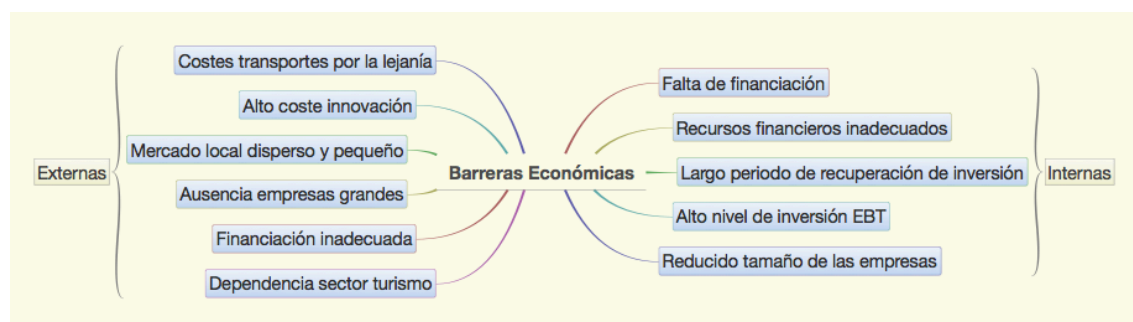 Externas
Costes transportes por la lejanía
Alto coste innovación
Mercado local disperso y pequeño
Ausencia empresas grandes
Financiación inadecuada
Dependencia sector turismo
Barreras Económicas
Falta de financiación
Recursos financieros inadecuados
Largo periodo de recuperación de inversión
Alto nivel de inversión EBT
Reducido tamaño de las empresas
Internas